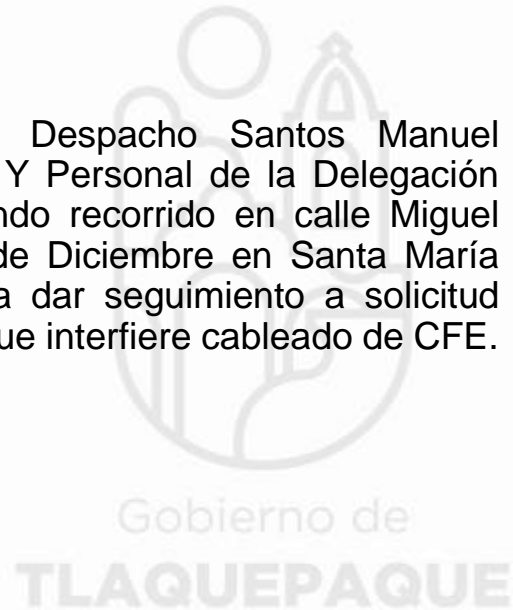 Despacho Santos Manuel
Y Personal de la Delegación
ndo recorrido en calle Miguel
de Diciembre en Santa María
a dar seguimiento a solicitud
ue interfiere cableado de CFE.
Gobierno de
TLAQUEPAQUE